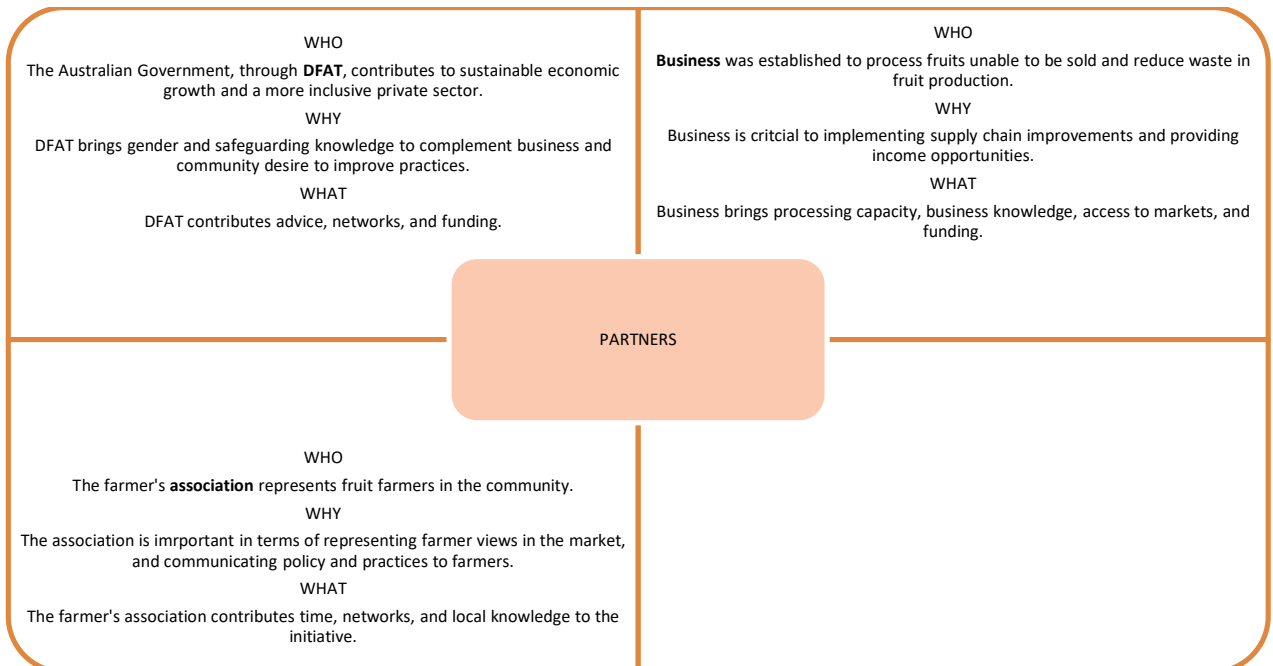 WHO
The Australian Government, through DFAT, contributes to sustainable economic
growth and a more inclusive private sector.
WHY
DFAT brings gender and safeguarding knowledge to complement business and
community desire to improve practices.
WHAT
DFAT contributes advice, networks, and funding.
WHO
Business was established to process fruits unable to be sold and reduce waste in
fruit production.
WHY
Business is critcial to implementing supply chain improvements and providing
income opportunities.
WHAT
Business brings processing capacity, business knowledge, access to markets, and
funding.
PARTNERS
WHO
The farmer's association represents fruit farmers in the community.
WHY
The association is imrportant in terms of representing farmer views in the market,
and communicating policy and practices to farmers.
WHAT
The farmer's association contributes time, networks, and local knowledge to the
initiative.